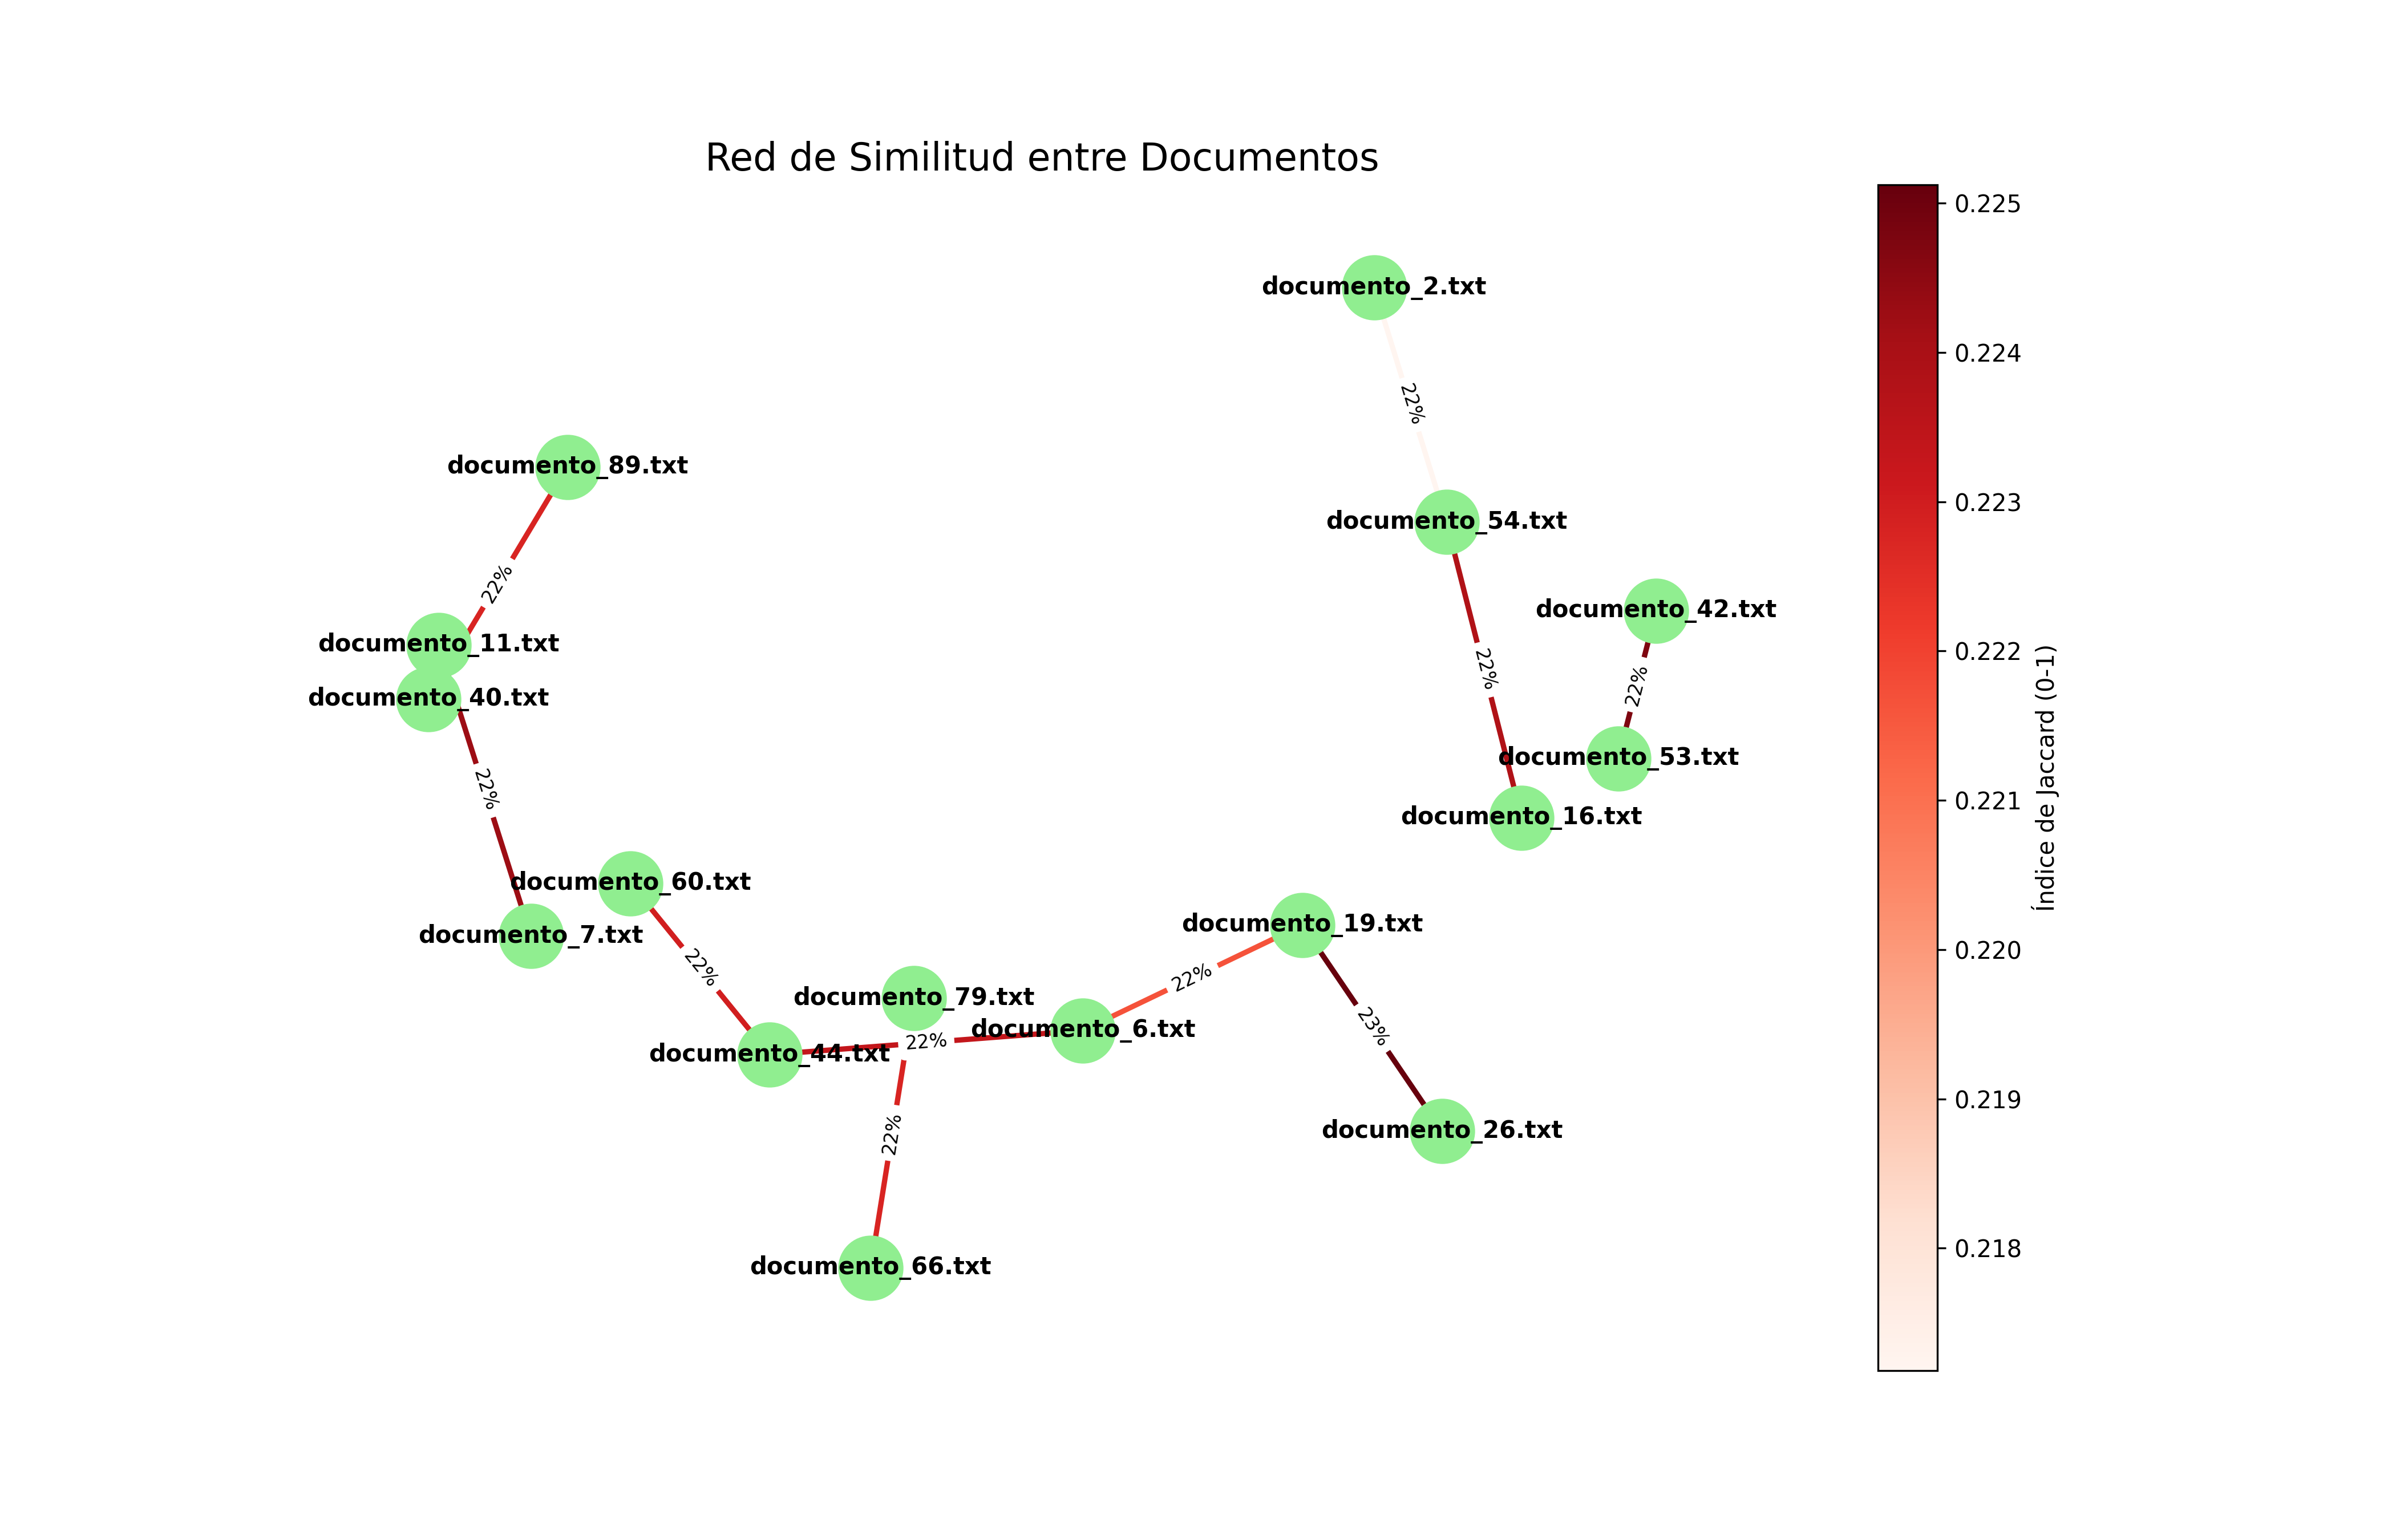 Red de Similitud entre Documentos
documento_2.txt
22%
documento_89.txt
documento_54.txt
22%
documento_42.txt
documento_11.txt
22%
22%
documento_40.txt
documento_53.txt
22%
documento_16.txt
documento_60.txt
documento_7.txt
documento_19.txt
22%
22%
documento_79.txt
23%
documento_6.txt
22%
documento_44.txt
22%
documento_26.txt
documento_66.txt
0.225
0.224
0.223
0.222
0.221
0.220
0.219
0.218
Índice de Jaccard (0-1)